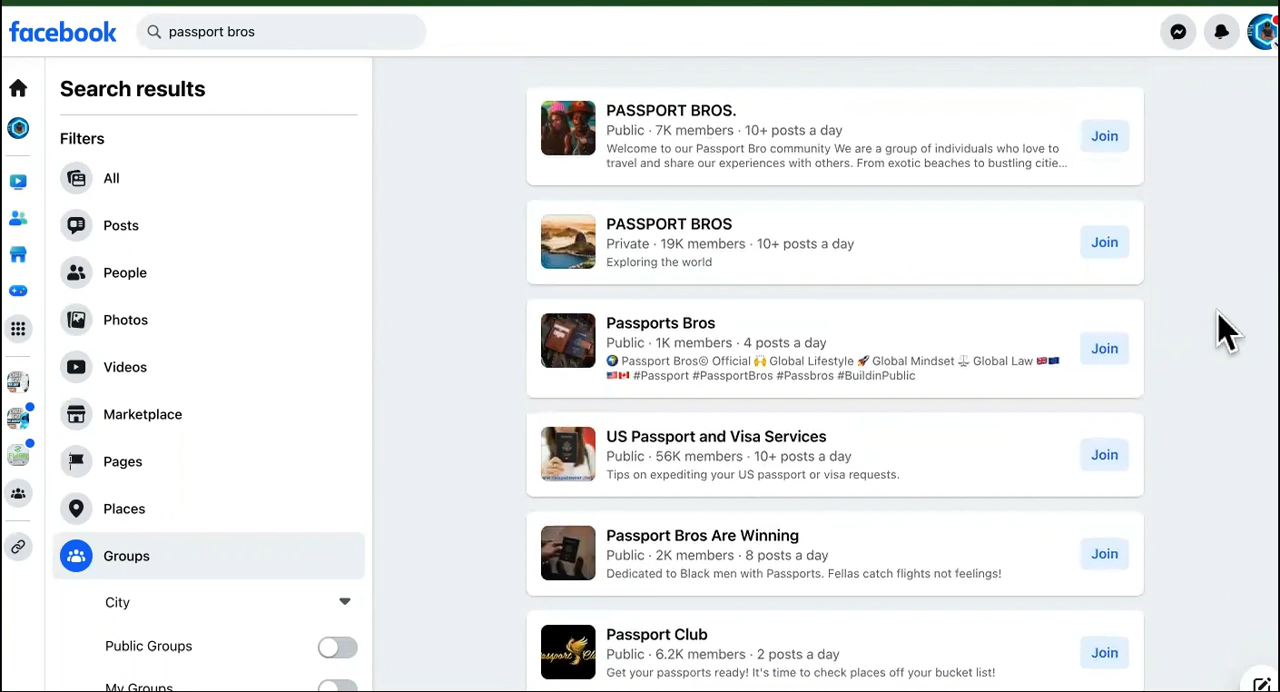 facebook
passport bros
Search results
Filters
All
Posts
People
Photos
Videos
Marketplace
Pages
Places
Groups
City
Public Groups
My Groups
PASSPORT BROS.
Public · 7K members · 10+ posts a day
Welcome to our Passport Bro community We are a group of individuals who love to
travel and share our experiences with others. From exotic beaches to bustling citie...
Join
PASSPORT BROS
Private · 19K members · 10+ posts a day
Exploring the world
Join
Passports Bros
Public · 1K members · 4 posts a day
🌍 Passport Bros® Official 🙌 Global Lifestyle 🚀 Global Mindset ⚖️ Global Law 🇬🇧🇪🇺
🇺🇸🇨🇦 #Passport #PassportBros #Passbros #BuildinPublic
Join
US Passport and Visa Services
Public · 56K members · 10+ posts a day
Tips on expediting your US passport or visa requests.
Join
Passport Bros Are Winning
Public · 2K members · 8 posts a day
Dedicated to Black men with Passports. Fellas catch flights not feelings!
Join
Passport Club
Public · 6.2K members · 2 posts a day
Get your passports ready! It's time to check places off your bucket list!
Join